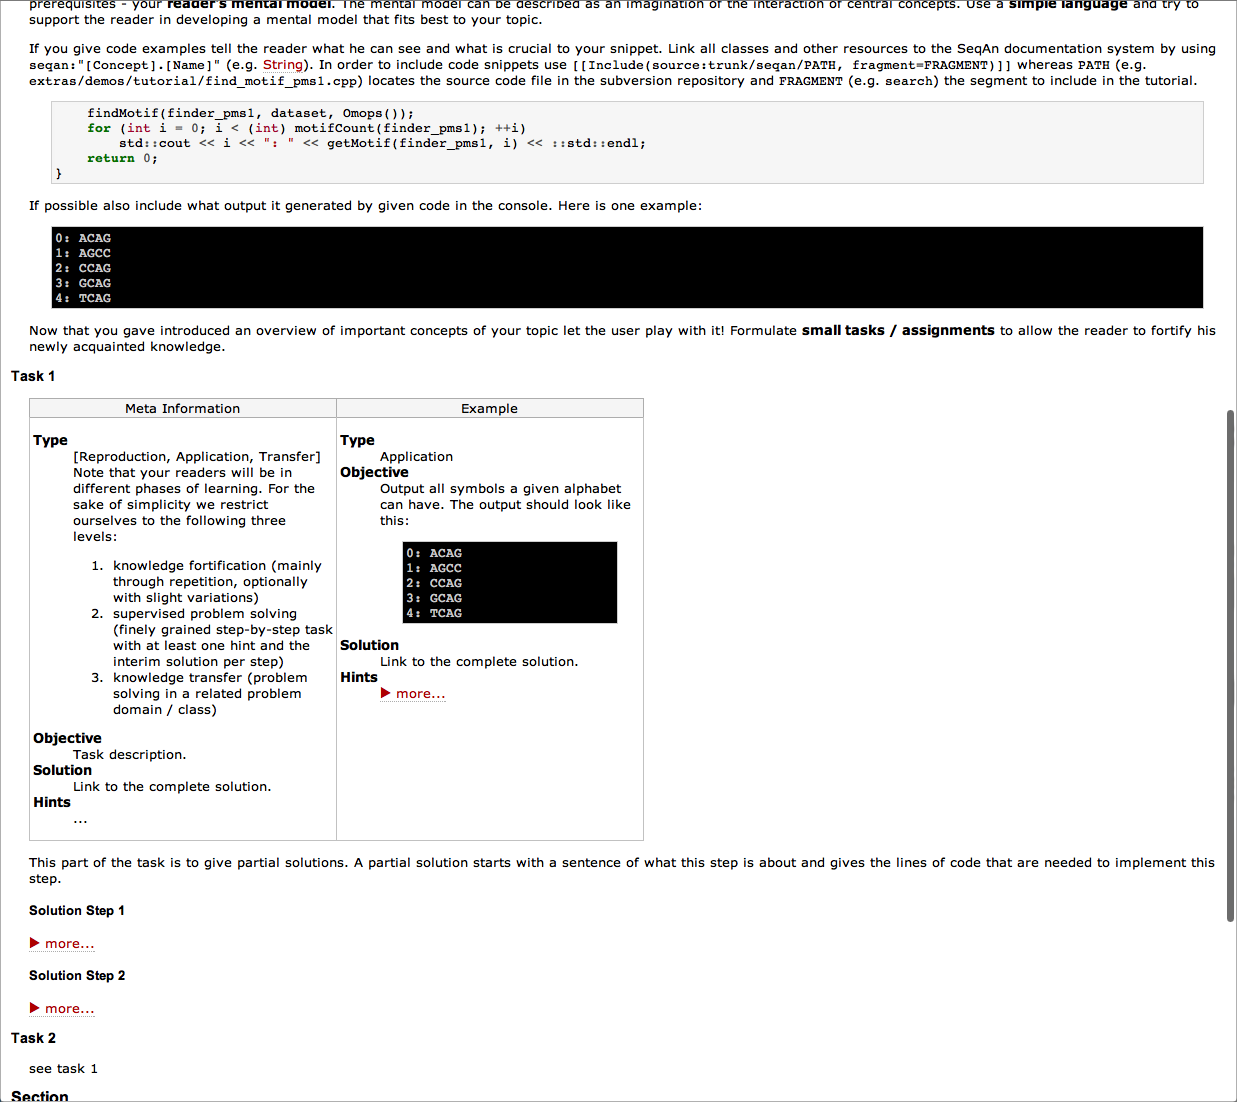 prerequisites - your reader's mental model. The mental model can be described as an imagination of the interaction of central concepts. Use a simple language and try to
support the reader in developing a mental model that fits best to your topic.
If you give code examples tell the reader what he can see and what is crucial to your snippet. Link all classes and other resources to the SeqAn documentation system by using
seqan:"[Concept].[Name]" (e.g. String). In order to include code snippets use [[Include(source:trunk/seqan/PATH, fragment=FRAGMENT)]] whereas PATH (e.g.
extras/demos/tutorial/find_motif_pms1.cpp) locates the source code file in the subversion repository and FRAGMENT (e.g. search) the segment to include in the tutorial.
findMotif(finder_pms1, dataset, Omops());
for (int i = 0; i < (int) motifCount(finder_pms1); ++i)
std::cout << i << ": " << getMotif(finder_pms1, i) << ::std::endl;
return 0;
}
If possible also include what output it generated by given code in the console. Here is one example:
0: ACAG
1: AGCC
2: CCAG
3: GCAG
4: TCAG
Now that you gave introduced an overview of important concepts of your topic let the user play with it! Formulate small tasks / assignments to allow the reader to fortify his
newly acquainted knowledge.
Task 1
Meta Information
Type
[Reproduction, Application, Transfer]
Note that your readers will be in
different phases of learning. For the
sake of simplicity we restrict
ourselves to the following three
levels:
1. knowledge fortification (mainly
through repetition, optionally
with slight variations)
2. supervised problem solving
(finely grained step-by-step task
with at least one hint and the
interim solution per step)
3. knowledge transfer (problem
solving in a related problem
domain / class)
Objective
Task description.
Solution
Link to the complete solution.
Hints
...
Example
Type
Application
Objective
Output all symbols a given alphabet
can have. The output should look like
this:
0: ACAG
1: AGCC
2: CCAG
3: GCAG
4: TCAG
Solution
Link to the complete solution.
Hints
▶ more...
This part of the task is to give partial solutions. A partial solution starts with a sentence of what this step is about and gives the lines of code that are needed to implement this
step.
Solution Step 1
▶ more...
Solution Step 2
▶ more...
Task 2
see task 1
Section